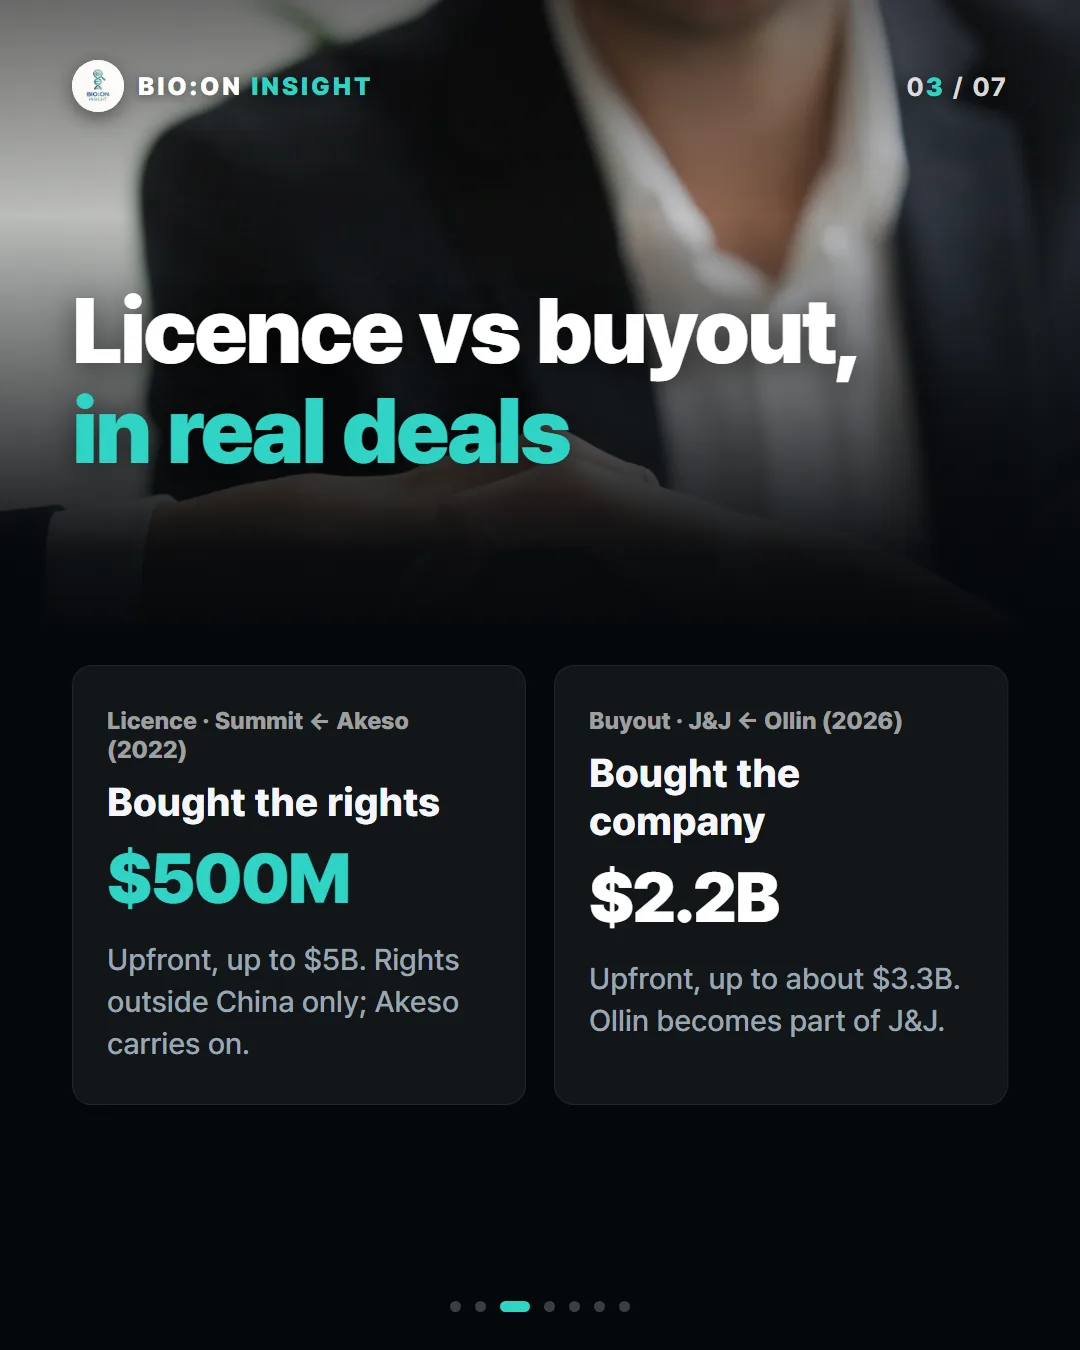 BIO:ON INSIGHT
03 / 07
Licence vs buyout,
in real deals
Licence · Summit ← Akeso
(2022)
Bought the rights
$500M
Upfront, up to $5B. Rights
outside China only; Akeso
carries on.
Buyout · J&J ← Ollin (2026)
Bought the
company
$2.2B
Upfront, up to about $3.3B.
Ollin becomes part of J&J.